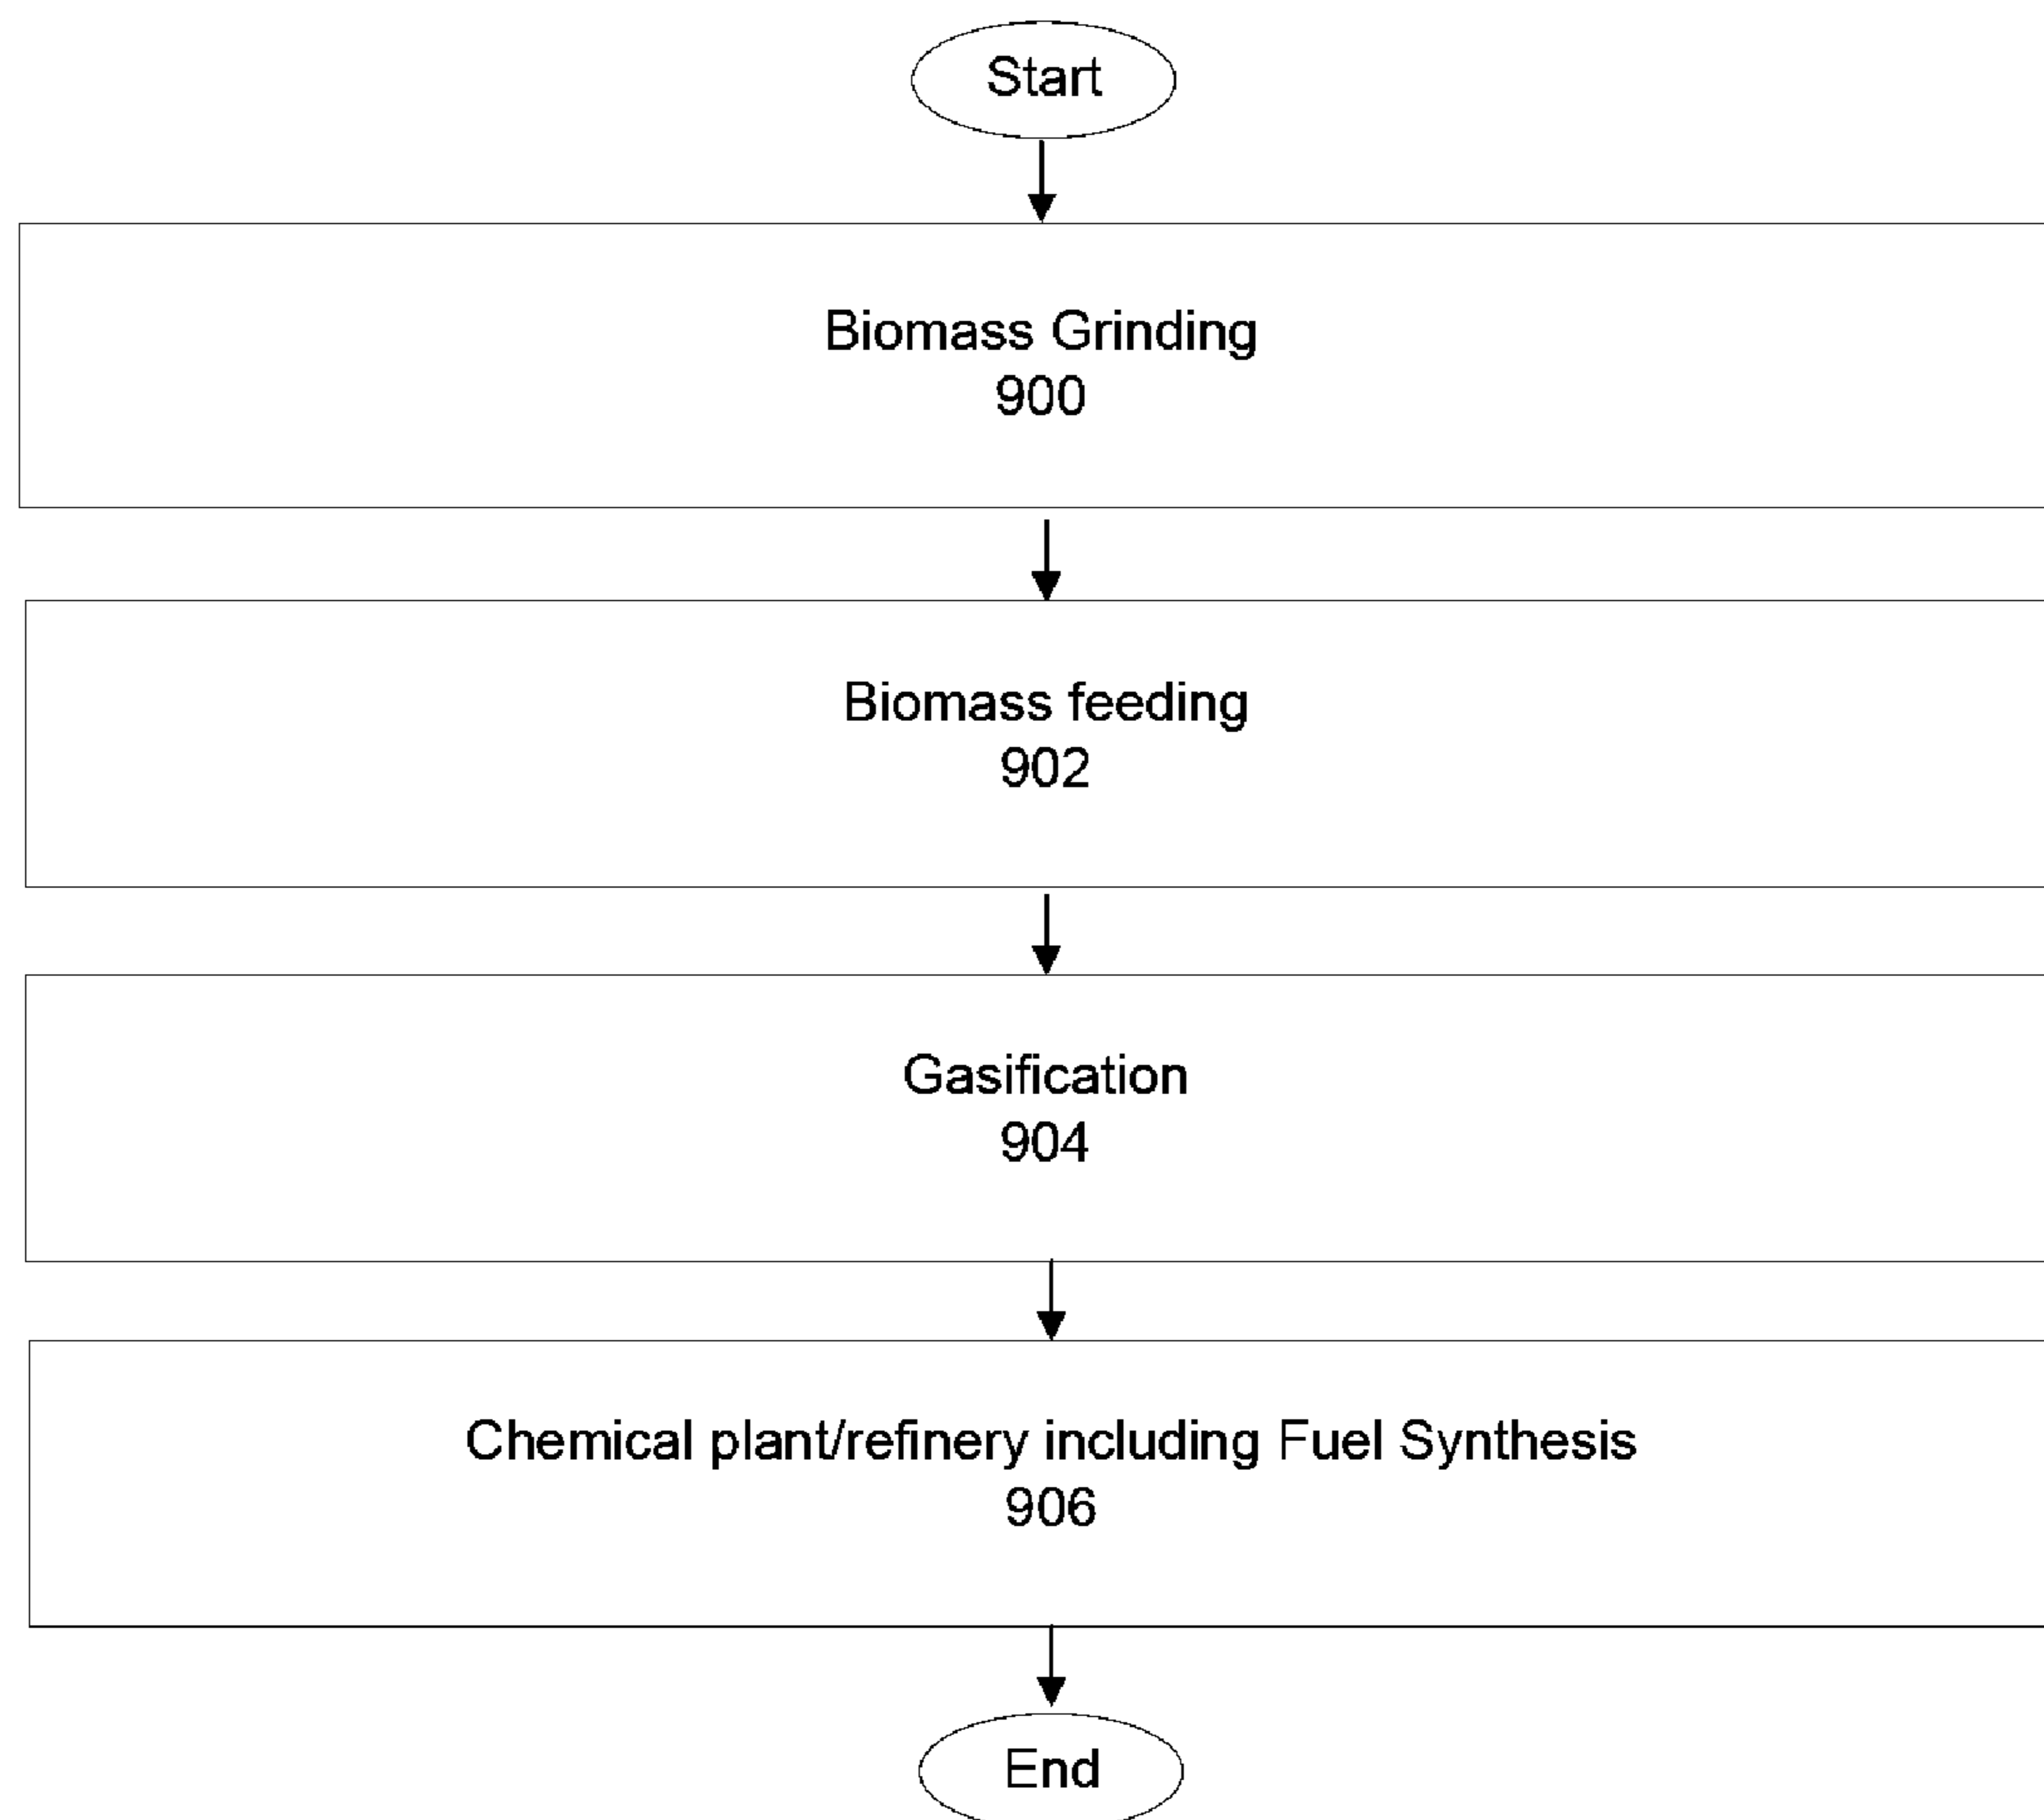 Start
Biomass Grinding
900
Biomass feeding
902
Gasification
904
Chemical plant/refinery including Fuel Synthesis
906
End